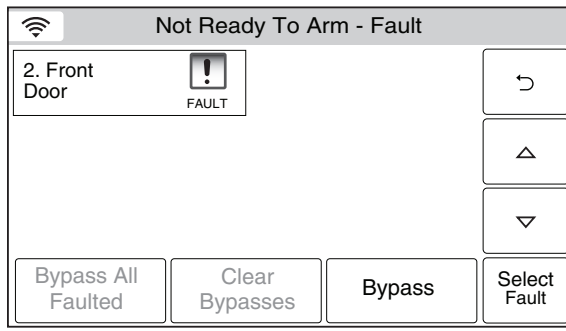 Not Ready To Arm - Fault
2. Front
Door
FAULT
Bypass All
Faulted
Clear
Bypasses
Bypass
Select
Fault